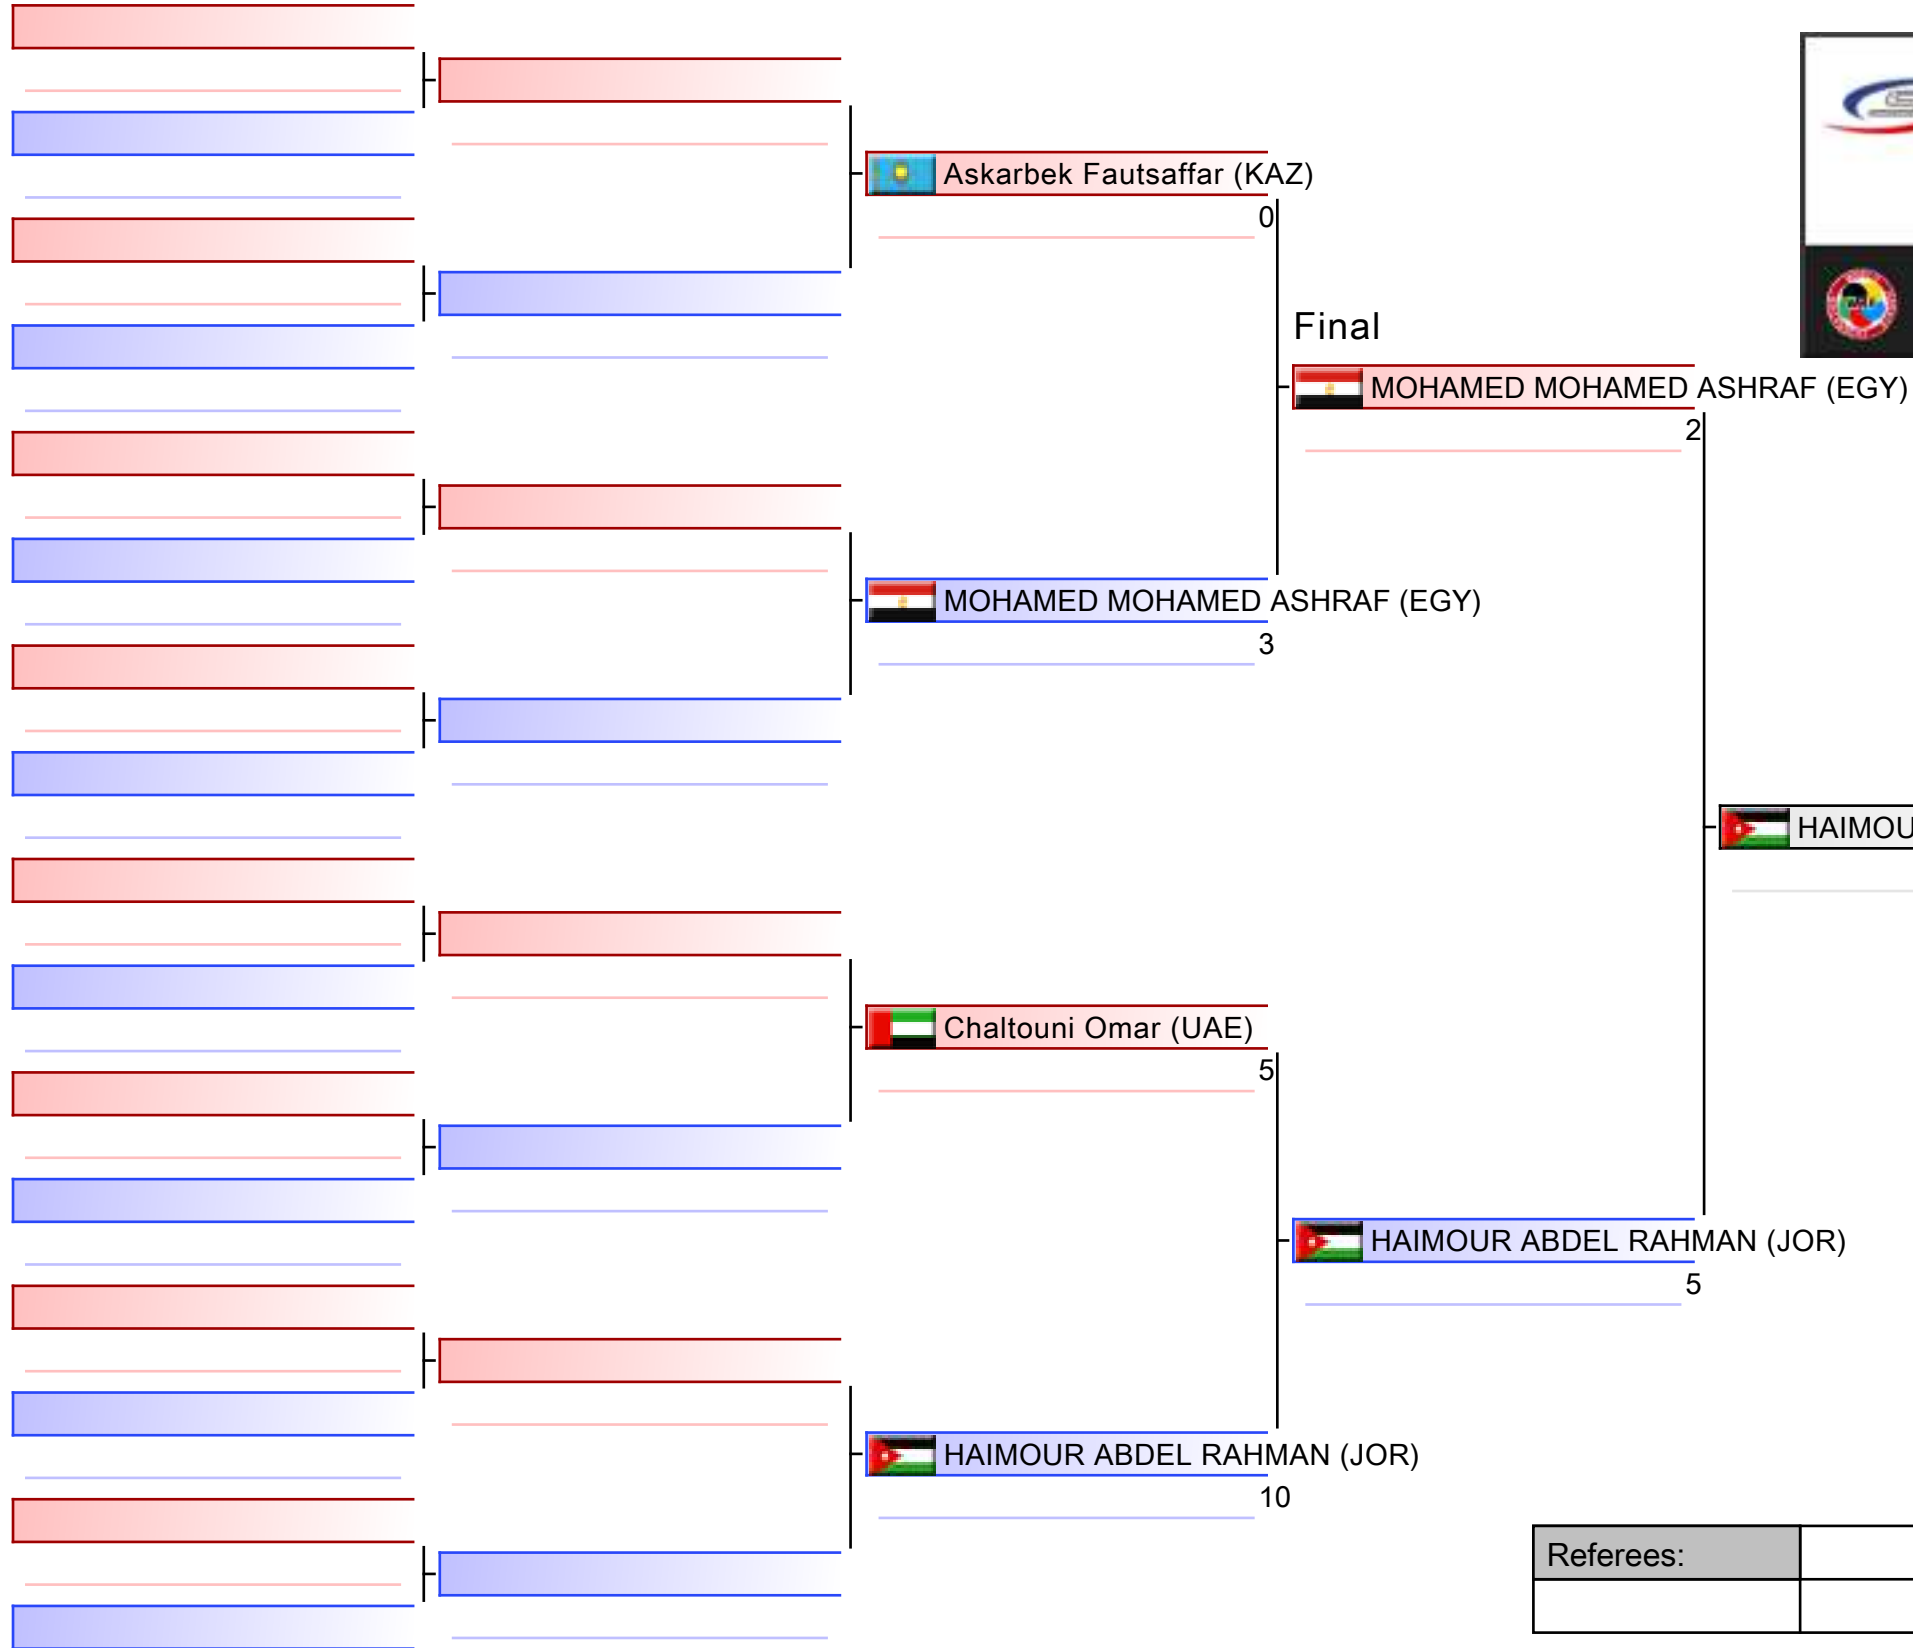 Askarbek Fautsaffar (KAZ)
0
Final
MOHAMED MOHAMED ASHRAF (EGY)
2
MOHAMED MOHAMED ASHRAF (EGY)
3
HAIMOU
Chaltouni Omar (UAE)
5
HAIMOUR ABDEL RAHMAN (JOR)
5
HAIMOUR ABDEL RAHMAN (JOR)
10
Referees: